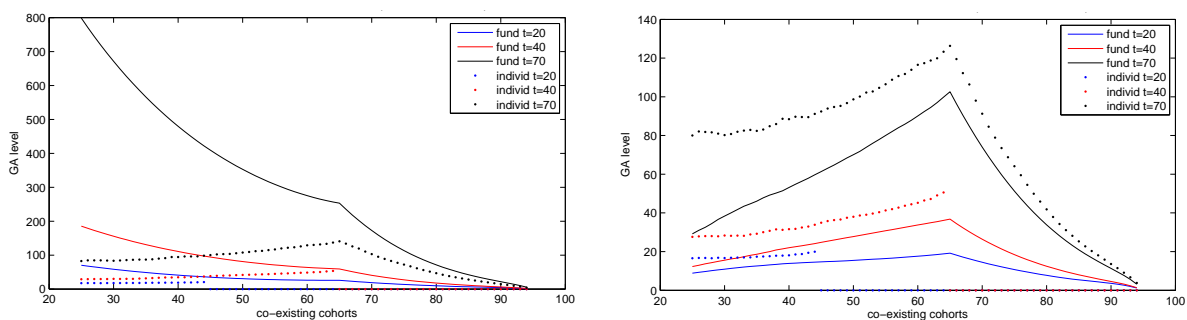 800
700
600
500
400
300
200
100
0
GA level
20
30
40
50
60
70
80
90
100
co−existing cohorts
fund t=20
fund t=40
fund t=70
individ t=20
individ t=40
individ t=70
140
120
100
80
60
40
20
0
GA level
20
30
40
50
60
70
80
90
100
co−existing cohorts
fund t=20
fund t=40
fund t=70
individ t=20
individ t=40
individ t=70